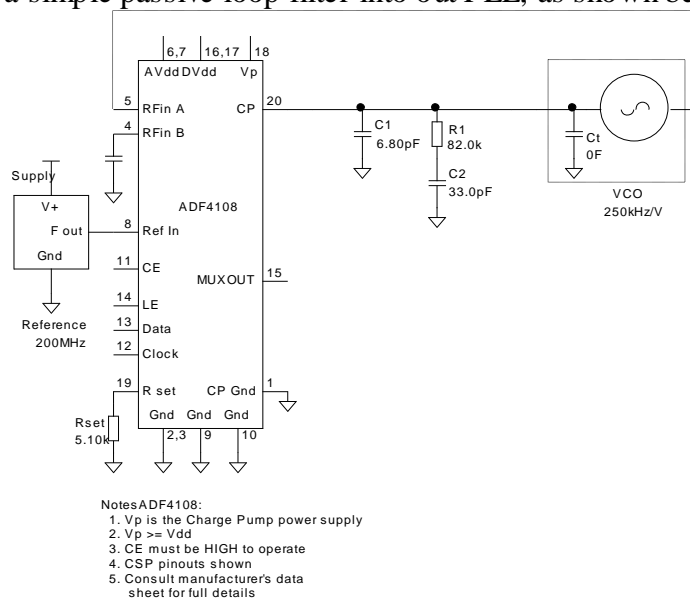 a simple passive loop filter into out PLL, as shown be
6,7 16,17 18
AVdd DVdd Vp
5 RFin A CP 20
4 RFin B
C1
6.80pF
R1
82.0k
C2
33.0pF
Ct
0F
VCO
250kHz/V
Supply
V+
F out
Gnd
Reference
200MHz
ADF4108
8 Ref In
11 CE
MUXOUT 15
14 LE
13 Data
12 Clock
19 R set CP Gnd 1
Rset
5.10k
Gnd Gnd Gnd
2,3 9 10
NotesADF4108:
1. Vp is the Charge Pump power supply
2. Vp >= Vdd
3. CE must be HIGH to operate
4. CSP pinouts shown
5. Consult manufacturer's data
sheet for full details